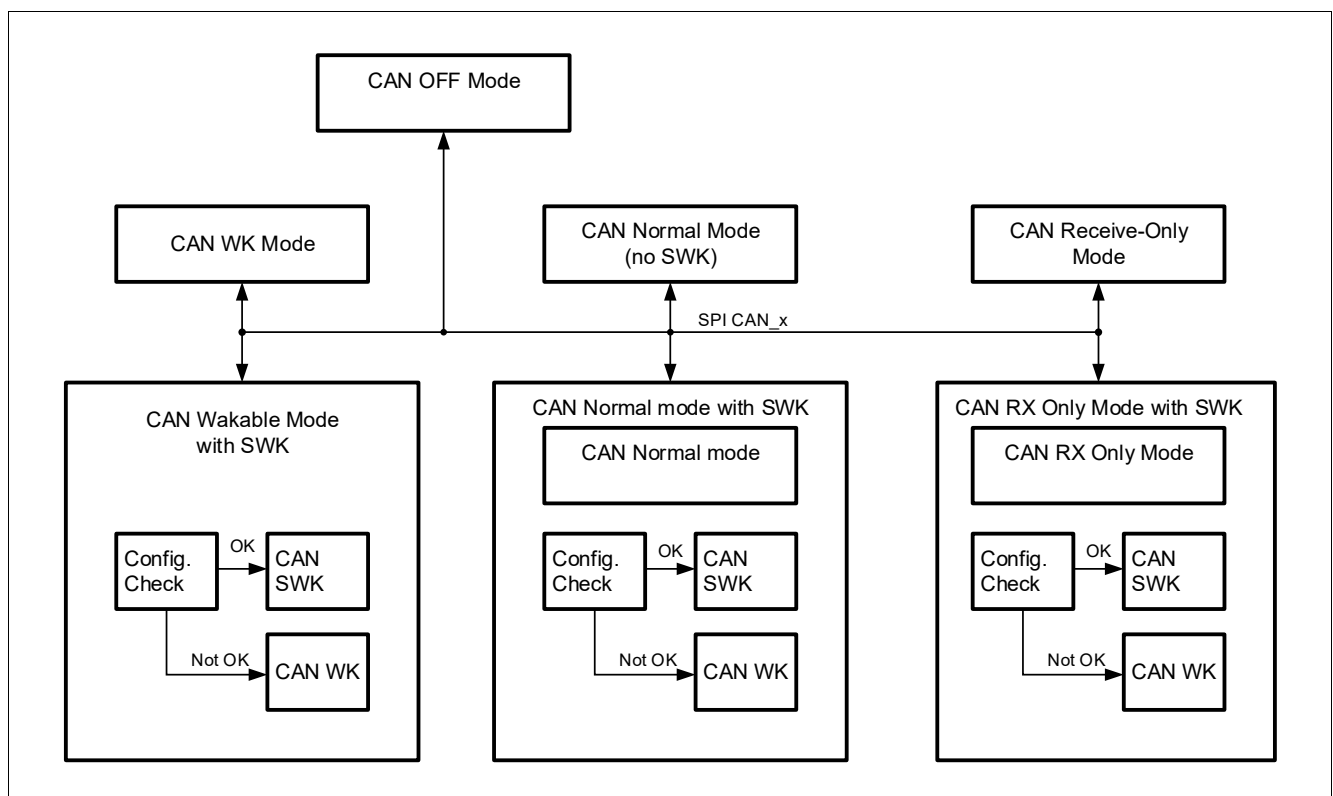 CAN OFF Mode
CAN WK Mode
CAN Normal Mode
(no SWK)
CAN Receive-Only
Mode
SPI CAN_x
CAN Wakable Mode
with SWK
Config.
Check
OK
CAN
SWK
Not OK
CAN WK
CAN Normal mode with SWK
CAN Normal mode
Config.
Check
OK
CAN
SWK
Not OK
CAN WK
CAN RX Only Mode with SWK
CAN RX Only Mode
Config.
Check
OK
CAN
SWK
Not OK
CAN WK